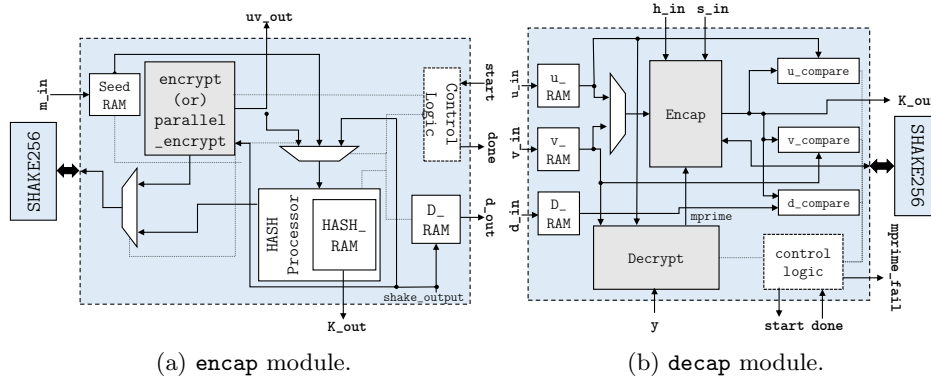 uv_out
m_in
Seed
RAM
encrypt
(or)
parallel
_encrypt
Control
Logic
start
done
SHAKE256
HASH
Processor
HASH_
RAM
D_
RAM
d_out
shake_output
K_out
(a) encap module.
h_in
s_in
u_in
u_
RAM
v_in
v_
RAM
D_
RAM
Encap
u_compare
K_out
v_compare
SHAKE256
d_compare
mprime
Decrypt
control
logic
mprime_fail
y
start
done
(b) decap module.